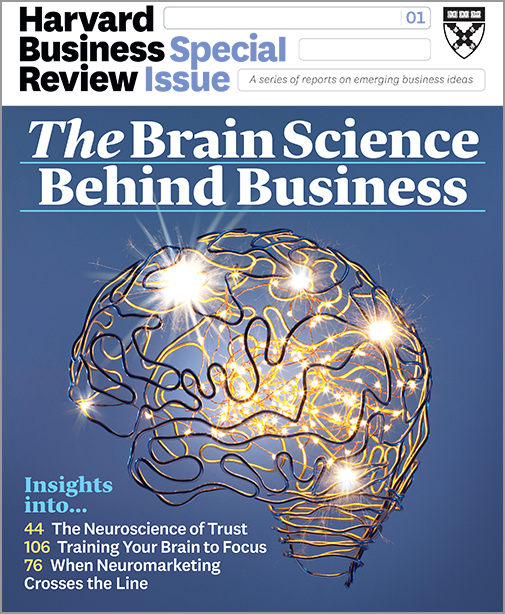 Harvard
Business
Review
Special
Issue
01
A series of reports on emerging business ideas
The Brain Science
Behind Business
Insights
into...
44 The Neuroscience of Trust
106 Training Your Brain to Focus
76 When Neuromarketing
Crosses the Line